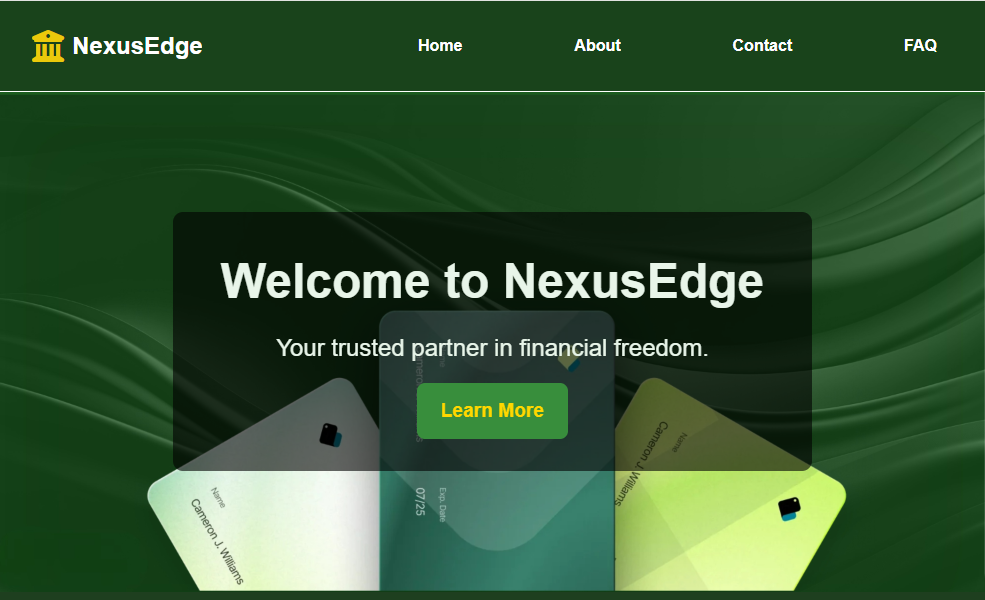 NexusEdge
Home
About
Contact
FAQ
Welcome to NexusEdge
Your trusted partner in financial freedom.
Learn More
Name
Cameron J. Williams
Exp. Date
07/25
Name
Cameron J. Williams